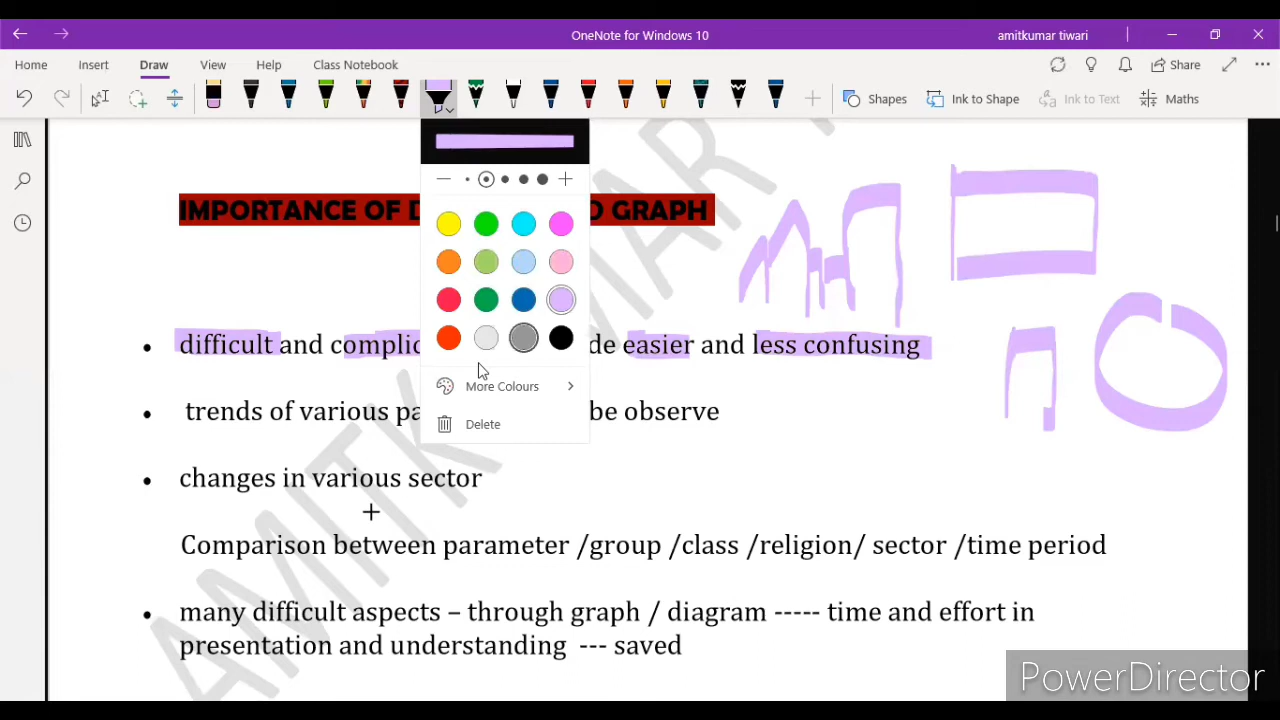 OneNote for Windows 10
amitkumar tiwari
Home Insert Draw View Help Class Notebook
Share
Shapes Ink to Shape Ink to Text Maths
IMPORTANCE OF D O GRAPH
• difficult and complic de easier and less confusing
More Colours
• trends of various pa be observe
Delete
• changes in various sector
+
Comparison between parameter /group /class /religion/ sector /time period
• many difficult aspects – through graph / diagram ----- time and effort in
presentation and understanding --- saved
PowerDirector